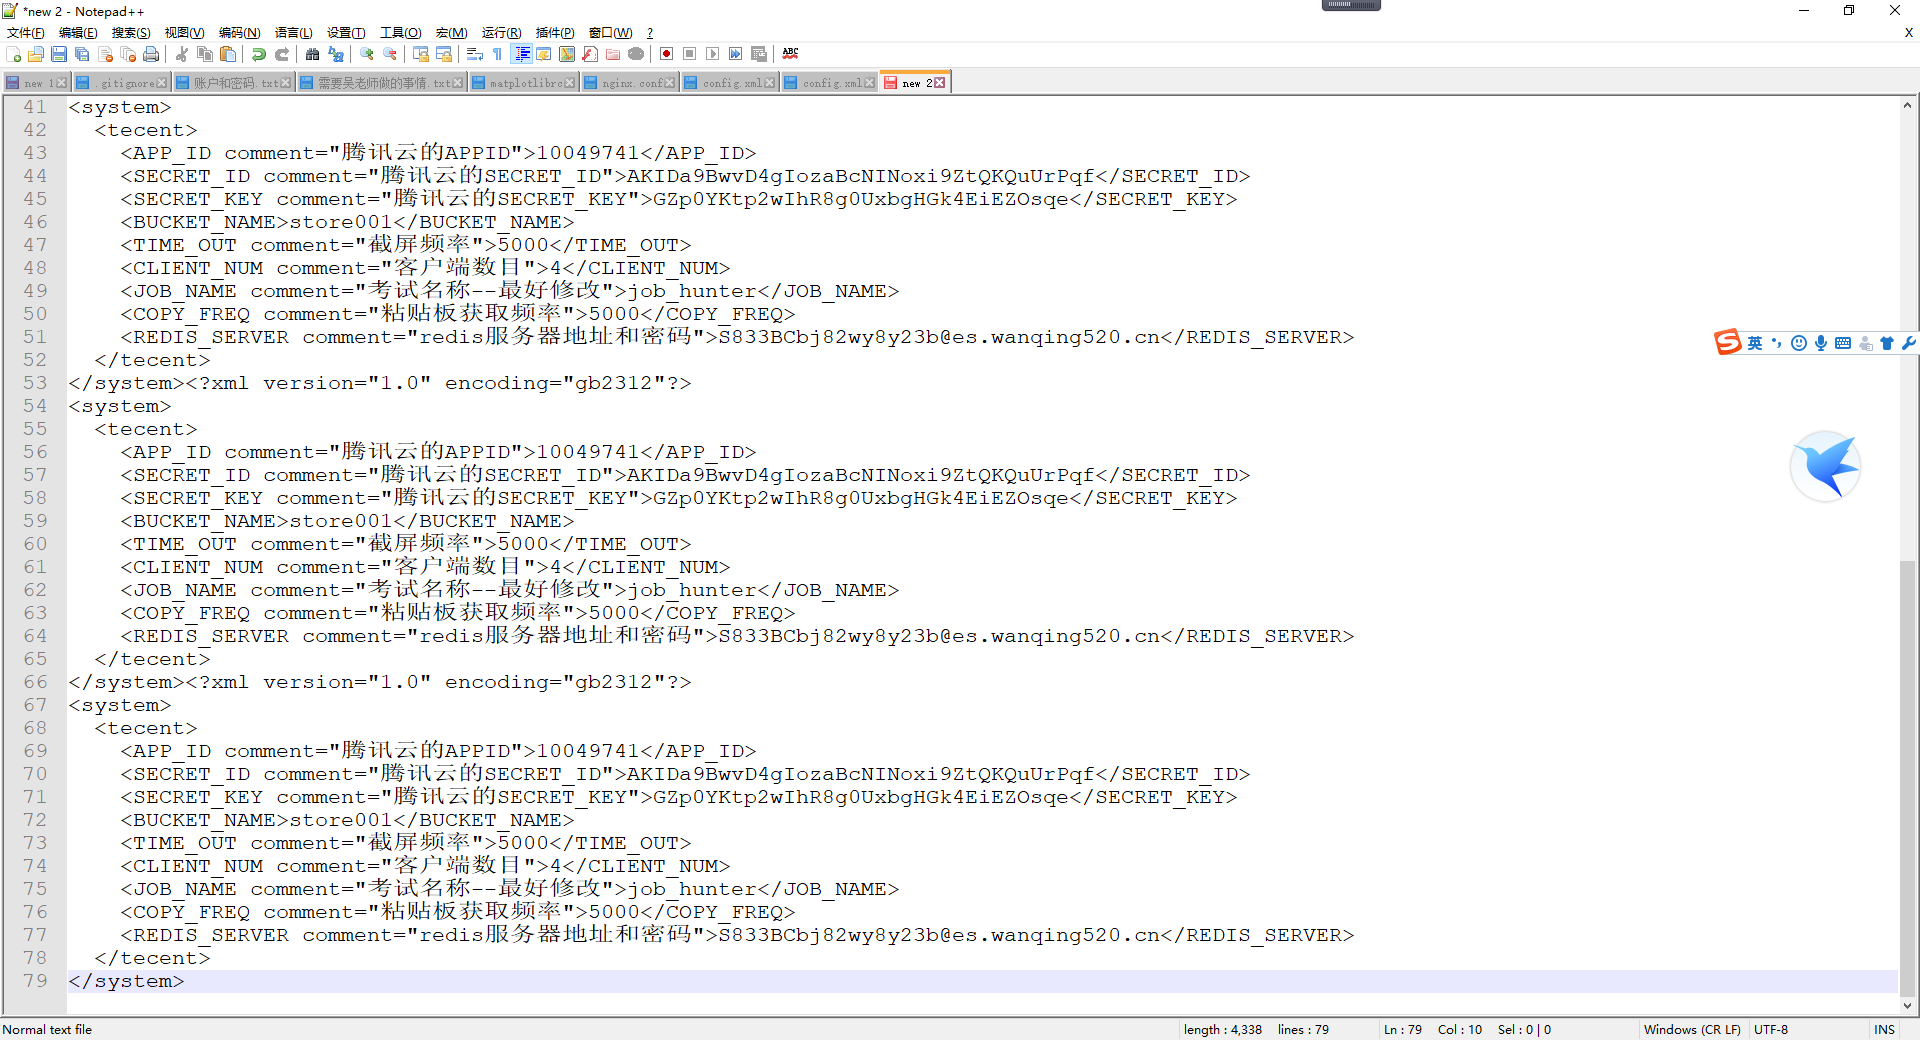 *new 2 - Notepad++
文件(F) 编辑(E) 搜索(S) 视图(V) 编码(N) 语言(L) 设置(T) 工具(O) 宏(M) 运行(R) 插件(P) 窗口(W) ? X
new 1 .gitignore 账户和密码.txt 需要吴老师做的事情.txt matplotlibrc nginx.conf config.xml config.xml new 2
41 <system>
42 <tecent>
43 <APP_ID comment="腾讯云的APPID">10049741</APP_ID>
44 <SECRET_ID comment="腾讯云的SECRET_ID">AKIDa9BwvD4gIozaBcNINoxi9ZtQKQuUrPqf</SECRET_ID>
45 <SECRET_KEY comment="腾讯云的SECRET_KEY">GZp0YKtp2wIhR8g0UxbgHGk4EiEZOsqe</SECRET_KEY>
46 <BUCKET_NAME>store001</BUCKET_NAME>
47 <TIME_OUT comment="截屏频率">5000</TIME_OUT>
48 <CLIENT_NUM comment="客户端数目">4</CLIENT_NUM>
49 <JOB_NAME comment="考试名称--最好修改">job_hunter</JOB_NAME>
50 <COPY_FREQ comment="粘贴板获取频率">5000</COPY_FREQ>
51 <REDIS_SERVER comment="redis服务器地址和密码">S833BCbj82wy8y23b@es.wanqing520.cn</REDIS_SERVER>
52 </tecent>
53 </system><?xml version="1.0" encoding="gb2312"?>
54 <system>
55 <tecent>
56 <APP_ID comment="腾讯云的APPID">10049741</APP_ID>
57 <SECRET_ID comment="腾讯云的SECRET_ID">AKIDa9BwvD4gIozaBcNINoxi9ZtQKQuUrPqf</SECRET_ID>
58 <SECRET_KEY comment="腾讯云的SECRET_KEY">GZp0YKtp2wIhR8g0UxbgHGk4EiEZOsqe</SECRET_KEY>
59 <BUCKET_NAME>store001</BUCKET_NAME>
60 <TIME_OUT comment="截屏频率">5000</TIME_OUT>
61 <CLIENT_NUM comment="客户端数目">4</CLIENT_NUM>
62 <JOB_NAME comment="考试名称--最好修改">job_hunter</JOB_NAME>
63 <COPY_FREQ comment="粘贴板获取频率">5000</COPY_FREQ>
64 <REDIS_SERVER comment="redis服务器地址和密码">S833BCbj82wy8y23b@es.wanqing520.cn</REDIS_SERVER>
65 </tecent>
66 </system><?xml version="1.0" encoding="gb2312"?>
67 <system>
68 <tecent>
69 <APP_ID comment="腾讯云的APPID">10049741</APP_ID>
70 <SECRET_ID comment="腾讯云的SECRET_ID">AKIDa9BwvD4gIozaBcNINoxi9ZtQKQuUrPqf</SECRET_ID>
71 <SECRET_KEY comment="腾讯云的SECRET_KEY">GZp0YKtp2wIhR8g0UxbgHGk4EiEZOsqe</SECRET_KEY>
72 <BUCKET_NAME>store001</BUCKET_NAME>
73 <TIME_OUT comment="截屏频率">5000</TIME_OUT>
74 <CLIENT_NUM comment="客户端数目">4</CLIENT_NUM>
75 <JOB_NAME comment="考试名称--最好修改">job_hunter</JOB_NAME>
76 <COPY_FREQ comment="粘贴板获取频率">5000</COPY_FREQ>
77 <REDIS_SERVER comment="redis服务器地址和密码">S833BCbj82wy8y23b@es.wanqing520.cn</REDIS_SERVER>
78 </tecent>
79 </system>
英
Normal text file length : 4,338 lines : 79 Ln : 79 Col : 10 Sel : 0 | 0 Windows (CR LF) UTF-8 INS